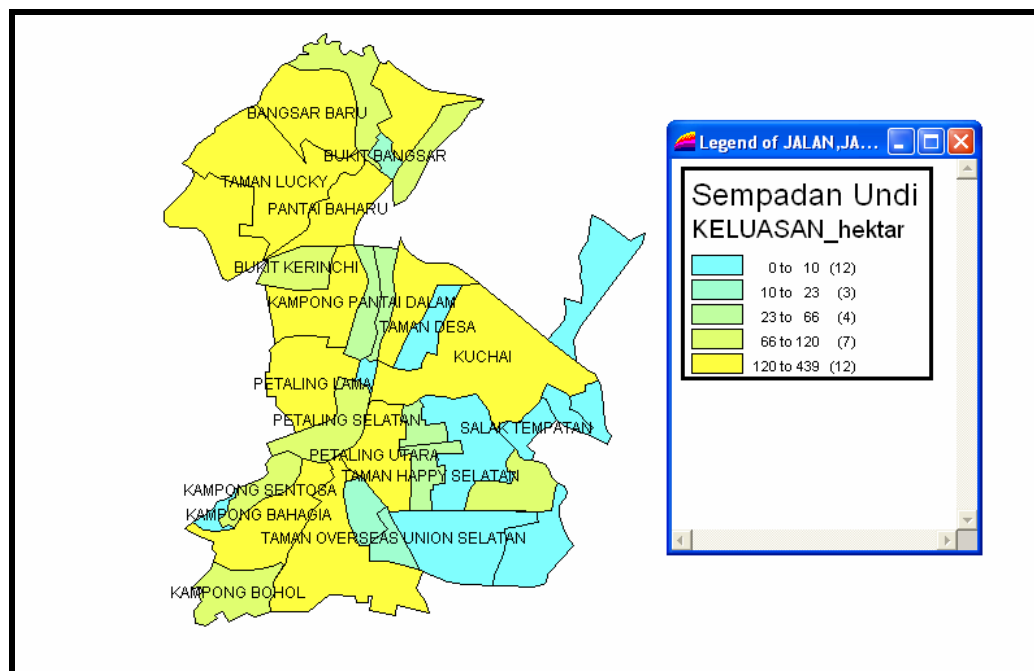 BANGSAR BARU
BUKIT BANGSAR
TAMAN LUCKY
PANTAI BAHARU
BUKIT KERINCHI
KAMPONG PANTAI DALAM
TAMAN DESA
KUCHAI
PETALING LAMA
PETALING SELATAN
SALAK TEMPATAN
PETALING UTARA
TAMAN HAPPY SELATAN
KAMPONG SENTOSA
KAMPONG BAHAGIA
TAMAN OVERSEAS UNION SELATAN
KAMPONG BOHOL
Legend of JALAN,JA...
Sempadan Undi
KELUASAN_hektar
0 to 10 (12)
10 to 23 (3)
23 to 66 (4)
66 to 120 (7)
120 to 439 (12)